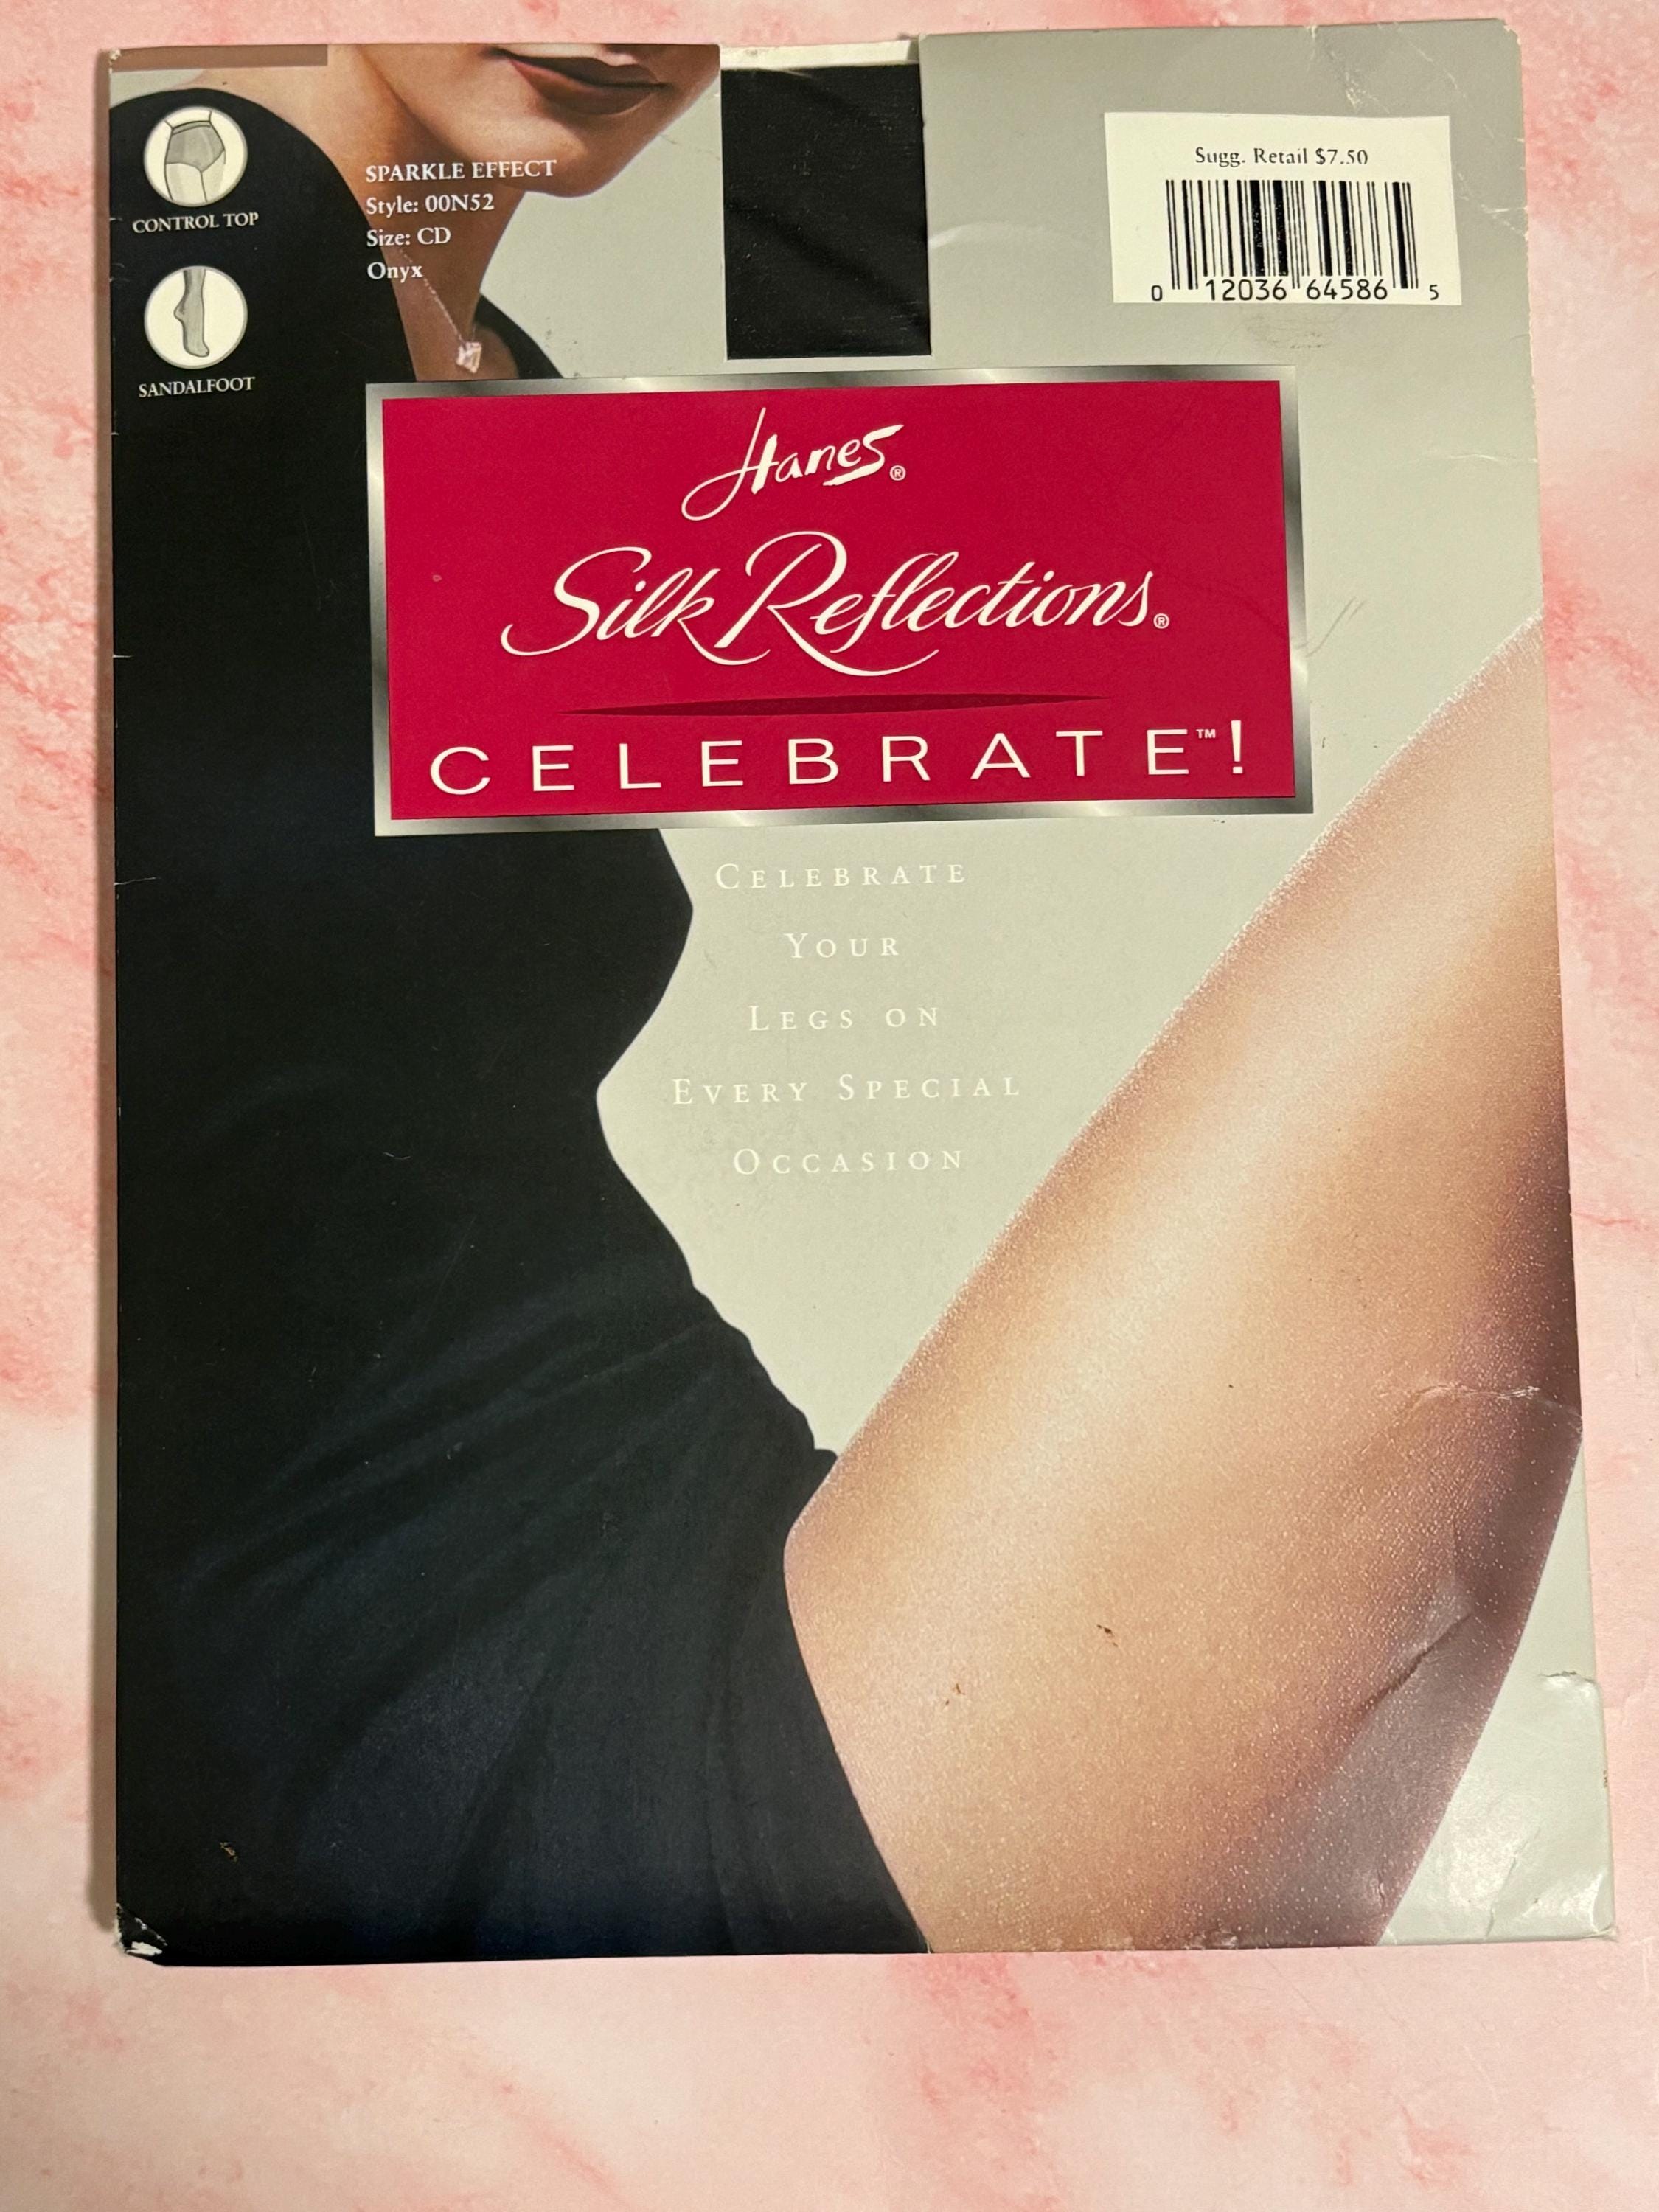 CONTROL TOP
SANDALFOOT
SPARKLE EFFECT
Style: 00N52
Size: CD
Onyx
Sugg. Retail $7.50
0 12036 64586 5
Hanes®
Silk Reflections®
CELEBRATE™!
CELEBRATE
YOUR
LEGS ON
EVERY SPECIAL
OCCASION